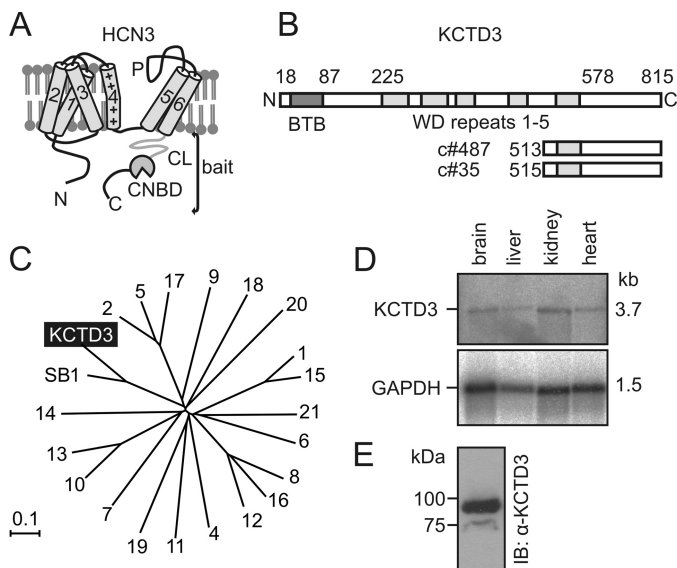 A
HCN3
P
2
1
3
+ + 4 + +
5
6
CL
bait
CNBD
N
C
B
KCTD3
18 87 225 578 815
N
C
BTB
WD repeats 1-5
c#487 513
c#35 515
C
17
9
5
18
2
20
KCTD3
1
SB1
15
14
21
6
13
8
10
16
7
12
4
19
11
0.1
D
brain
liver
kidney
heart
kb
KCTD3
3.7
GAPDH
1.5
E
kDa
100
75
IB: α-KCTD3